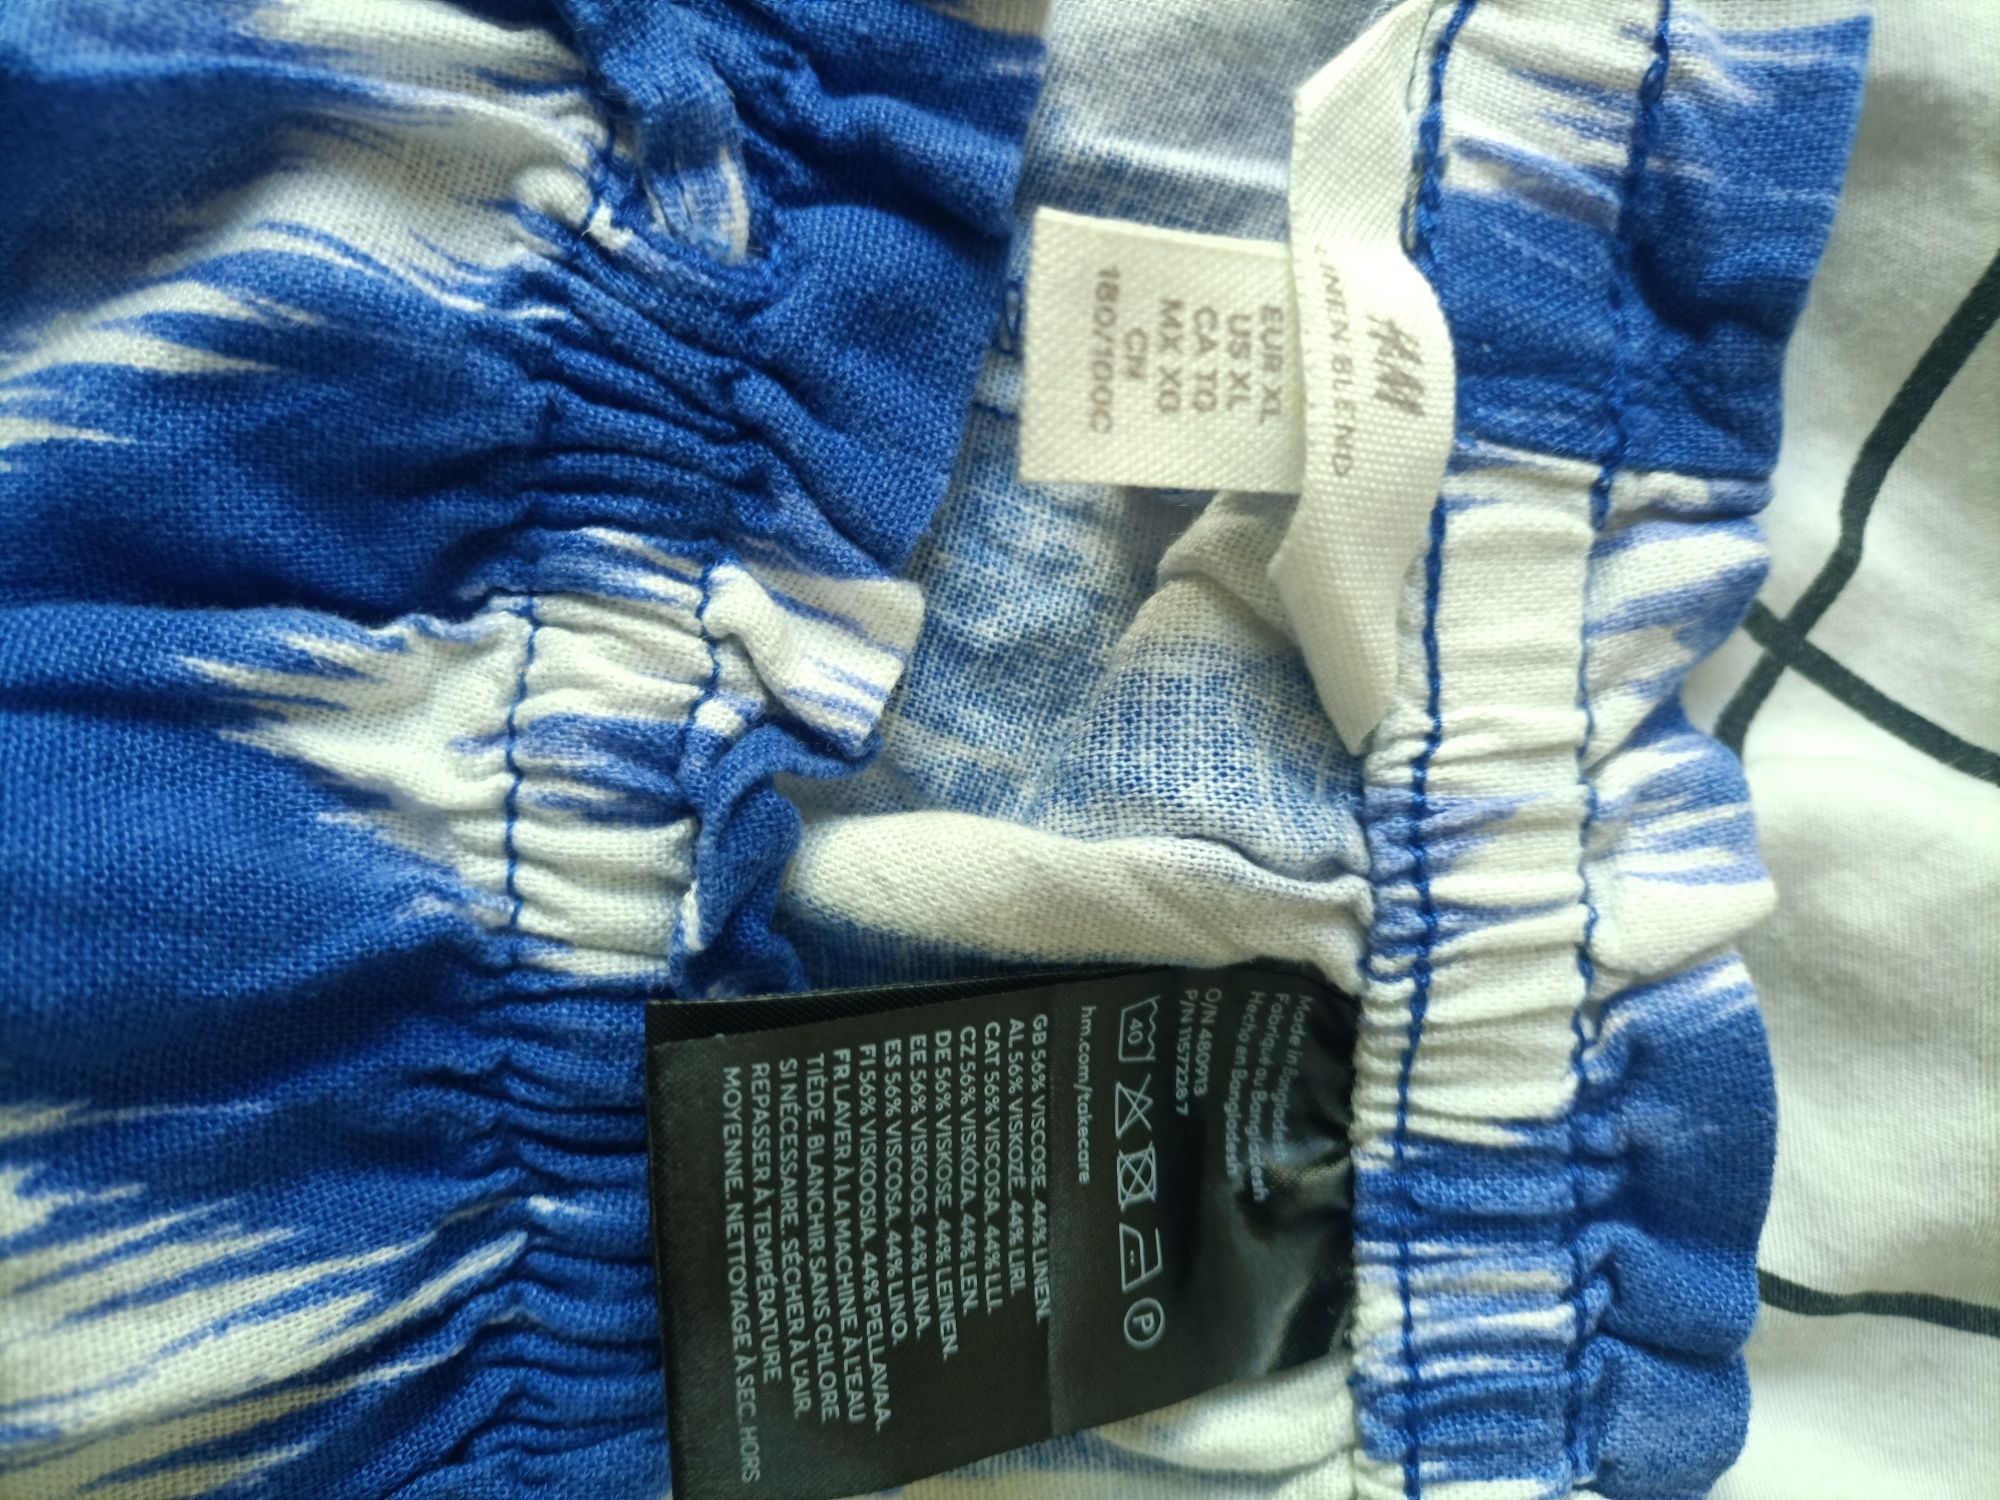 H&M
LINEN BLEND
EUR XL
US XL
CA TG
MX XG
CN
180/100C
Made in Bangladesh
Fabriqué au Bangladesh
Hecho en Bangladesh
O/N 490913
40
P
hm.com/takecare
GB 56% VISCOSE. 44% LINEN.
AL 56% VISKOZË. 44% LIRI.
CAT 56% VISCOSA. 44% LLI.
CZ 56% VISKÓZA. 44% LEN.
DE 56% VISKOSE. 44% LEINEN.
EE 56% VISKOOS. 44% LINA.
ES 56% VISCOSA. 44% LINO.
FI 56% VISKOOSIA. 44% PELLAVAA.
FR LAVER À LA MACHINE À L'EAU
TIÈDE. BLANCHIR SANS CHLORE
SI NÉCESSAIRE. SÉCHER À L'AIR.
REPASSER À TEMPÉRATURE
MOYENNE. NETTOYAGE À SEC. HORS